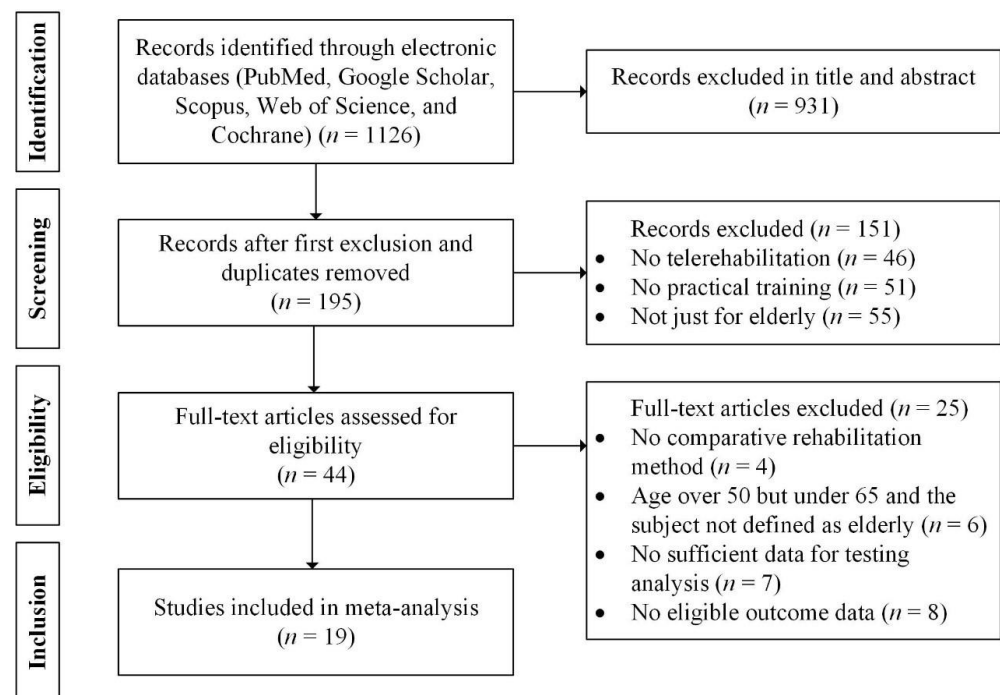 Identification
Records identified through electronic
databases (PubMed, Google Scholar,
Scopus, Web of Science, and
Cochrane) (n = 1126)
Records excluded in title and abstract
(n = 931)
Screening
Records after first exclusion and
duplicates removed
(n = 195)
Records excluded (n = 151)
• No telerehabilitation (n = 46)
• No practical training (n = 51)
• Not just for elderly (n = 55)
Eligibility
Full-text articles assessed for
eligibility
(n = 44)
Full-text articles excluded (n = 25)
• No comparative rehabilitation
method (n = 4)
• Age over 50 but under 65 and the
subject not defined as elderly (n = 6)
• No sufficient data for testing
analysis (n = 7)
• No eligible outcome data (n = 8)
Inclusion
Studies included in meta-analysis
(n = 19)